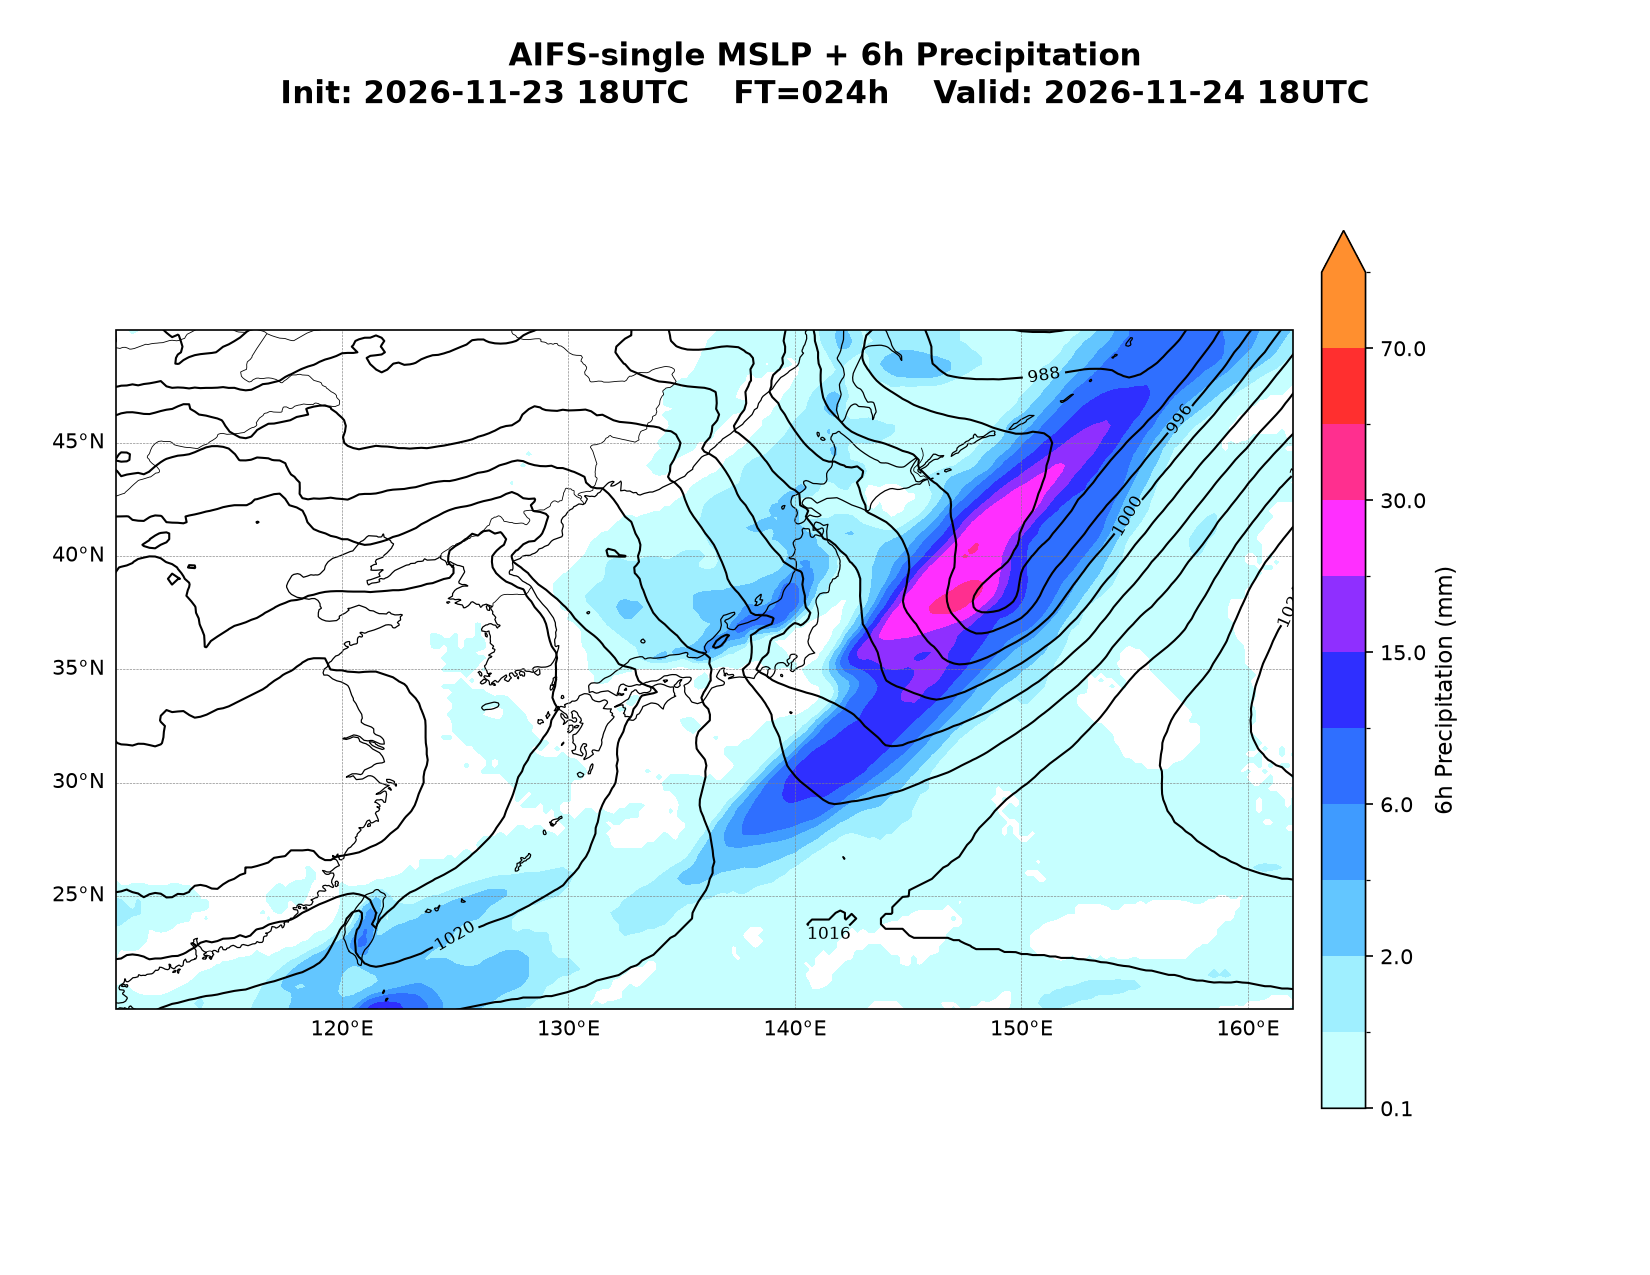 AIFS-single MSLP + 6h Precipitation
Init: 2026-11-23 18UTC    FT=024h    Valid: 2026-11-24 18UTC
70.0
30.0
15.0
6.0
2.0
0.1
6h Precipitation (mm)
45°N
40°N
35°N
30°N
25°N
120°E
130°E
140°E
150°E
160°E
988
996
1000
1020
1016